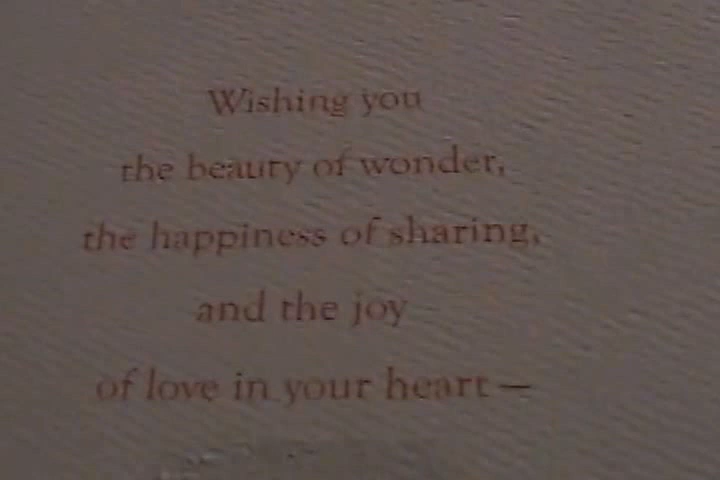 Wishing you
the beauty of wonder,
the happiness of sharing,
and the joy
of love in your heart —